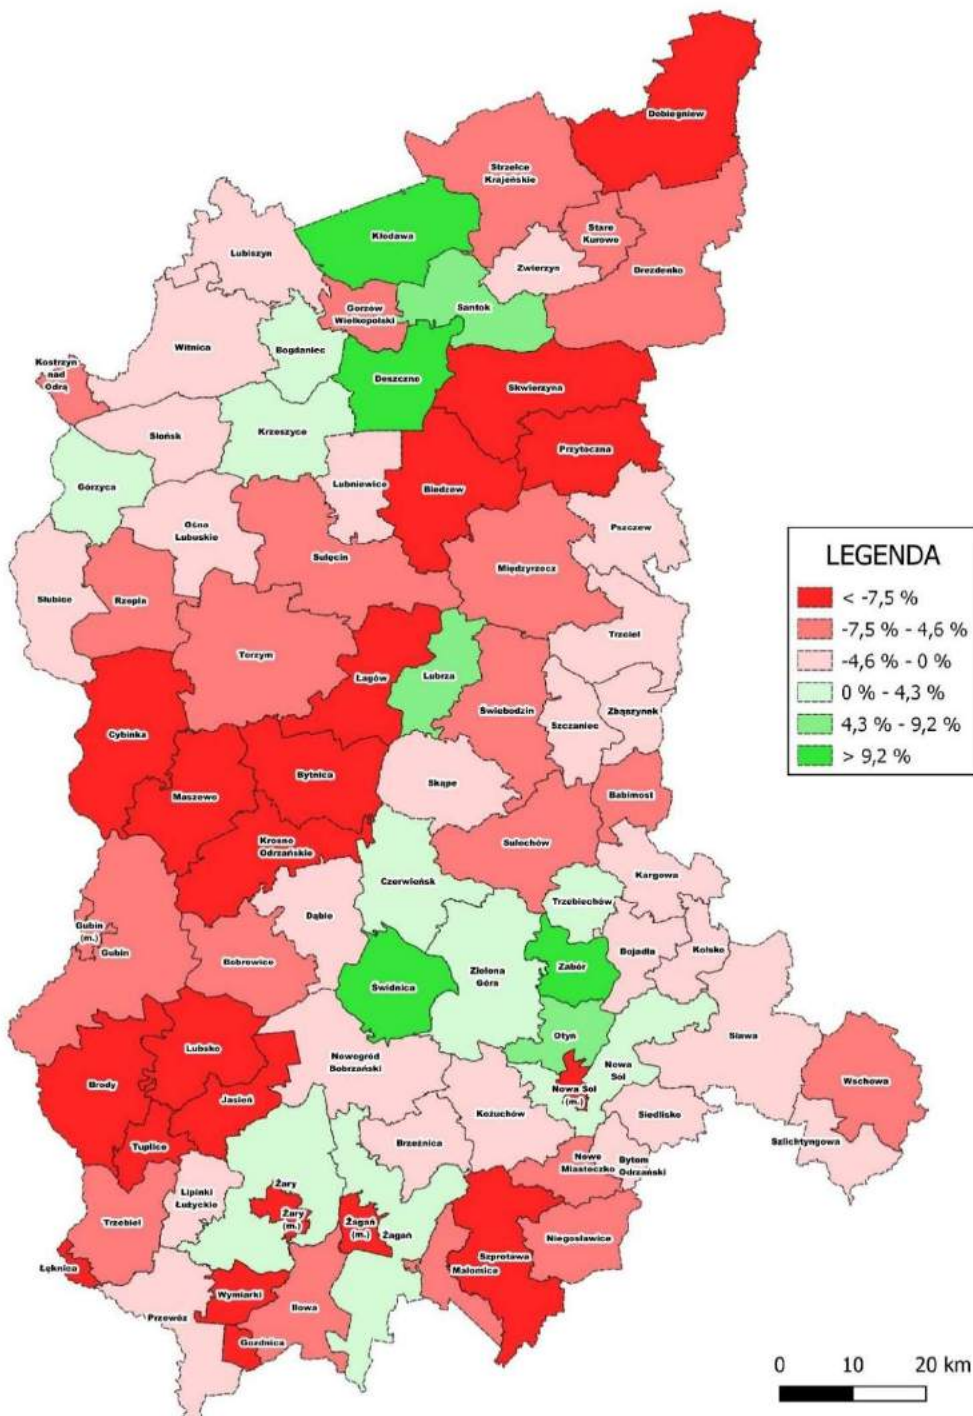 Dobiegniew
Strzelce
Krajeńskie
Stare
Kurowo
Kłodawa
Lubiszyn
Zwierzyn
Drezdenko
Gorzów
Wielkopolski
Santok
Witnica
Bogdaniec
Kostrzyn
nad
Odrą
Deszczno
Skwierzyna
Słońsk
Krzeszyce
Przytoczna
Górzyca
Lubniewice
Bledzew
Ośno
Lubuskie
Pszczew
Sulęcin
Międzyrzecz
Słubice
Rzepin
Trzciel
Torzym
Łagów
Lubrza
Świebodzin
Szczaniec
Zbąszynek
Cybinka
Bytnica
Skąpe
Maszewo
Babimost
Krosno
Odrzańskie
Sulechów
Kargowa
Czerwieńsk
Trzebiechów
Dąbie
Gubin
(m.)
Gubin
Bobrowice
Bojadła
Kolsko
Zabór
Zielona
Góra
Świdnica
Otyń
Sława
Lubsko
Nowogród
Bobrzański
Nowa
Sól
Brody
Jasień
Nowa Sól
(m.)
Wschowa
Kożuchów
Siedlisko
Tuplice
Brzeźnica
Szlichtyngowa
Nowe
Miasteczko
Bytom
Odrzański
Żary
Lipinki
Łużyckie
Trzebiel
Żary
(m.)
Żagań
(m.)
Żagań
Niegosławice
Szprotawa
Małomice
Łęknica
Wymiarki
Iłowa
Przewóz
Gozdnica
LEGENDA
< -7,5 %
-7,5 % - 4,6 %
-4,6 % - 0 %
0 % - 4,3 %
4,3 % - 9,2 %
> 9,2 %
0 10 20 km